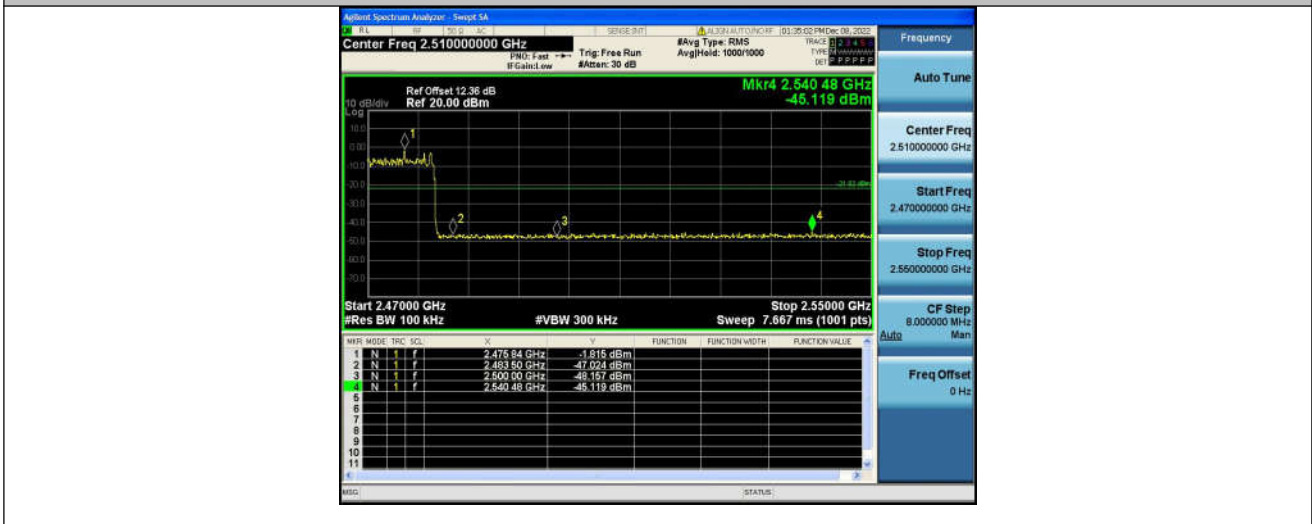 Agilent Spectrum Analyzer - Swept SA
RL RF 50 Ω AC SENSE:INT ALIGN AUTO/NO RF 01:35:02 PM Dec 08, 2022
Center Freq 2.510000000 GHz
PNO: Fast
IFGain:Low
Trig: Free Run
#Atten: 30 dB
#Avg Type: RMS
Avg|Hold: 1000/1000
TRACE 1 2 3 4 5 6
TYPE
DET P P P P P P
Frequency
Mkr4 2.540 48 GHz
-45.119 dBm
Ref Offset 12.36 dB
10 dB/div Ref 20.00 dBm
Log
10.0
0.00
-10.0
-20.0
-30.0
-40.0
-50.0
-60.0
-70.0
1
2
3
4
Start 2.47000 GHz Stop 2.55000 GHz
#Res BW 100 kHz #VBW 300 kHz Sweep 7.667 ms (1001 pts)
MKR MODE TRC SCL X Y FUNCTION FUNCTION WIDTH FUNCTION VALUE
1 N 1 f 2.475 84 GHz -1.815 dBm
2 N 1 f 2.483 50 GHz -47.024 dBm
3 N 1 f 2.500 00 GHz -48.157 dBm
4 N 1 f 2.540 48 GHz -45.119 dBm
5
6
7
8
9
10
11
MSG STATUS
Auto Tune
Center Freq
2.510000000 GHz
Start Freq
2.470000000 GHz
Stop Freq
2.550000000 GHz
CF Step
8.000000 MHz
Auto Man
Freq Offset
0 Hz